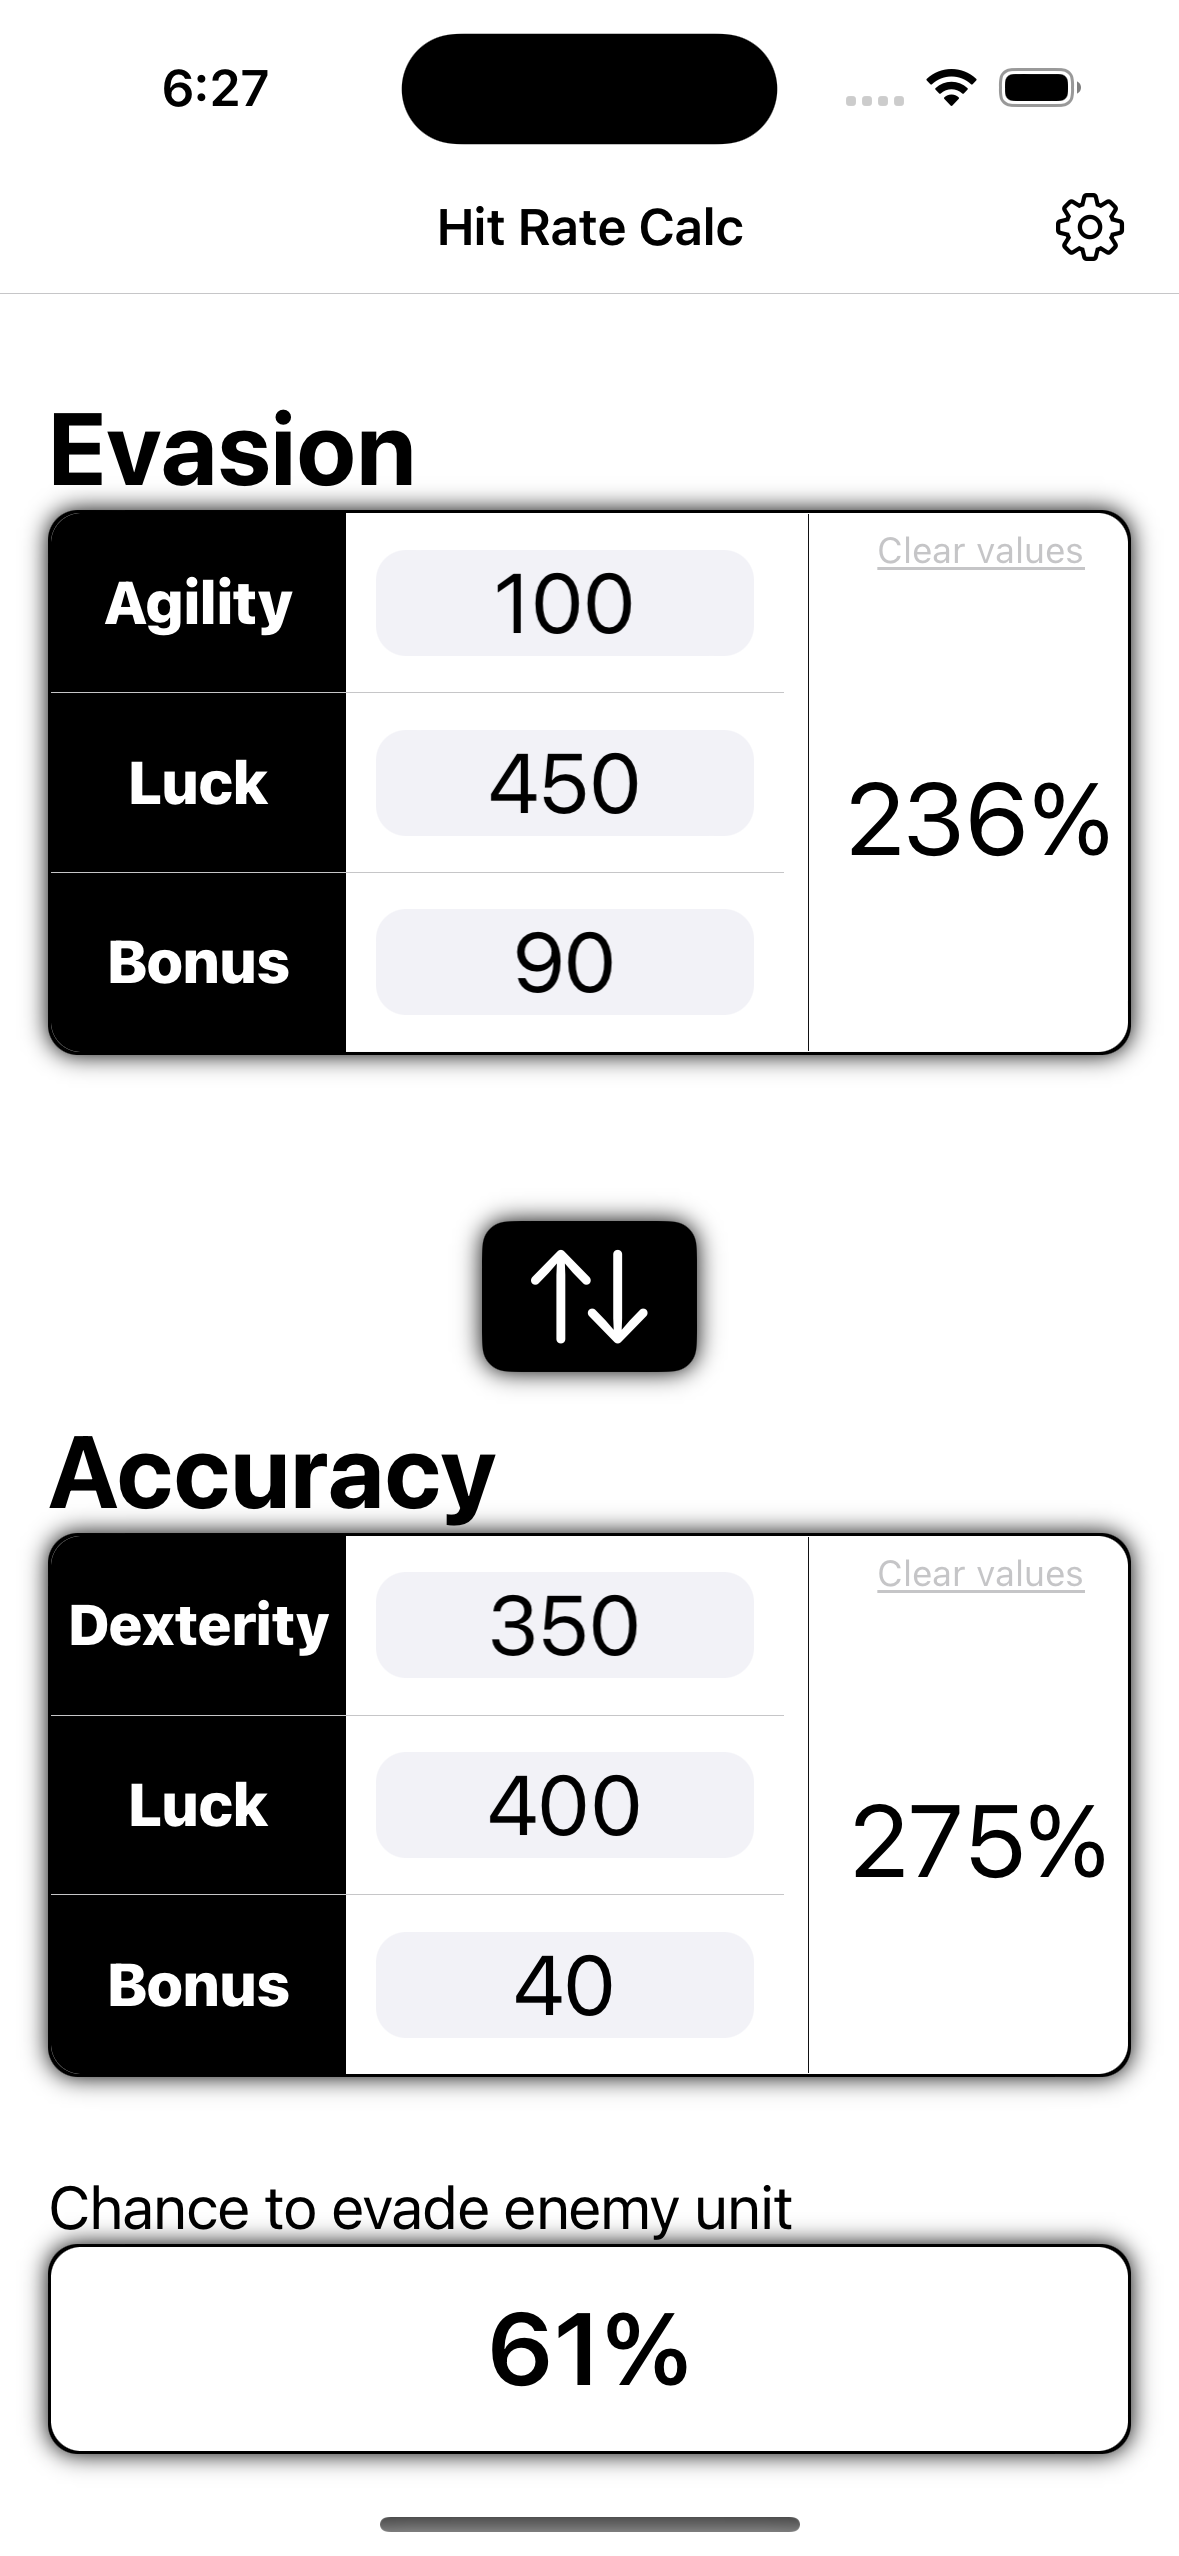 6:27
Hit Rate Calc
Evasion
Clear values
Agility 100
Luck 450
236%
Bonus 90
Accuracy
Clear values
Dexterity 350
Luck 400
275%
Bonus 40
Chance to evade enemy unit
61%